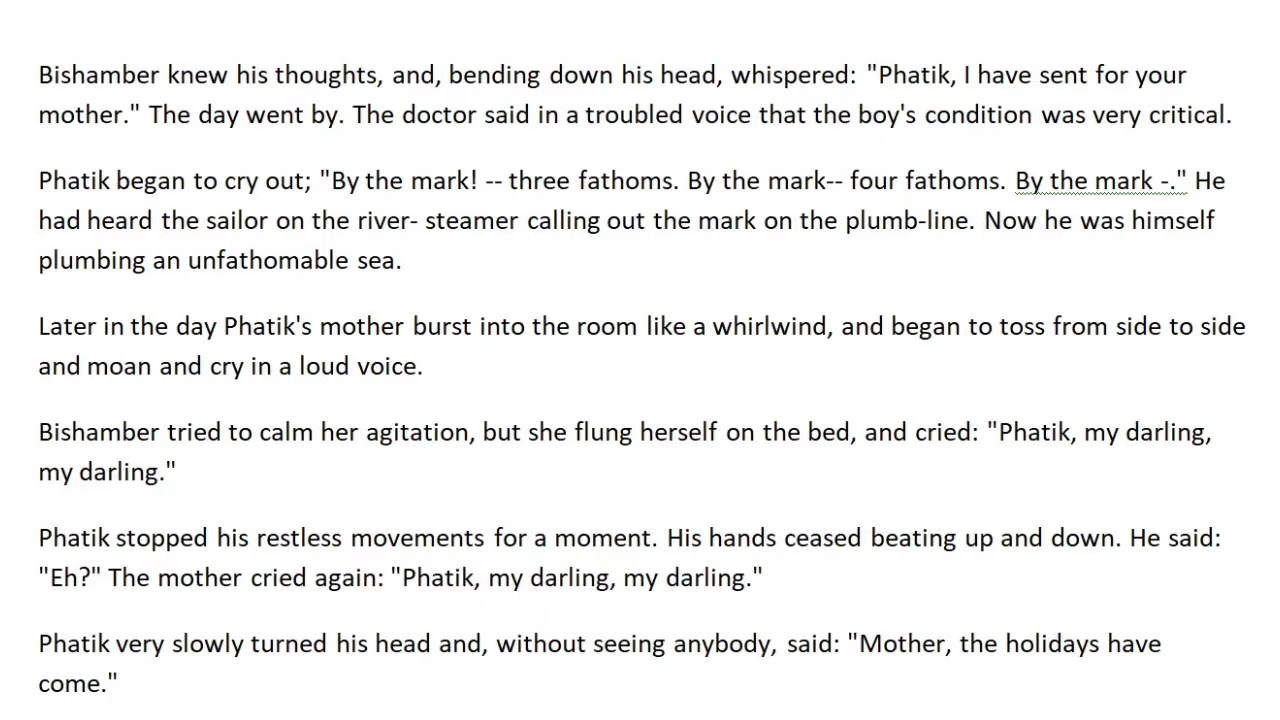 Bishamber knew his thoughts, and, bending down his head, whispered: "Phatik, I have sent for your
mother." The day went by. The doctor said in a troubled voice that the boy's condition was very critical.
Phatik began to cry out; "By the mark! -- three fathoms. By the mark-- four fathoms. By the mark -." He
had heard the sailor on the river- steamer calling out the mark on the plumb-line. Now he was himself
plumbing an unfathomable sea.
Later in the day Phatik's mother burst into the room like a whirlwind, and began to toss from side to side
and moan and cry in a loud voice.
Bishamber tried to calm her agitation, but she flung herself on the bed, and cried: "Phatik, my darling,
my darling."
Phatik stopped his restless movements for a moment. His hands ceased beating up and down. He said:
"Eh?" The mother cried again: "Phatik, my darling, my darling."
Phatik very slowly turned his head and, without seeing anybody, said: "Mother, the holidays have
come."